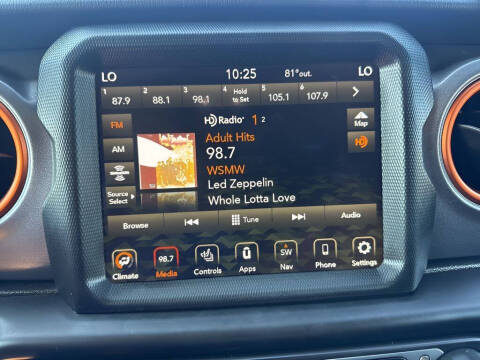 LO 10:25 81° out. LO
1 87.9 2 88.1 3 98.1 4 Hold to Set 5 105.1 6 107.9
FM
HD Radio 1 2
Map
Adult Hits
AM
98.7
HD
WSMW
Source Select
Led Zeppelin
Whole Lotta Love
Browse Tune Audio
98.7 SW
Climate Media Controls Apps Nav Phone Settings